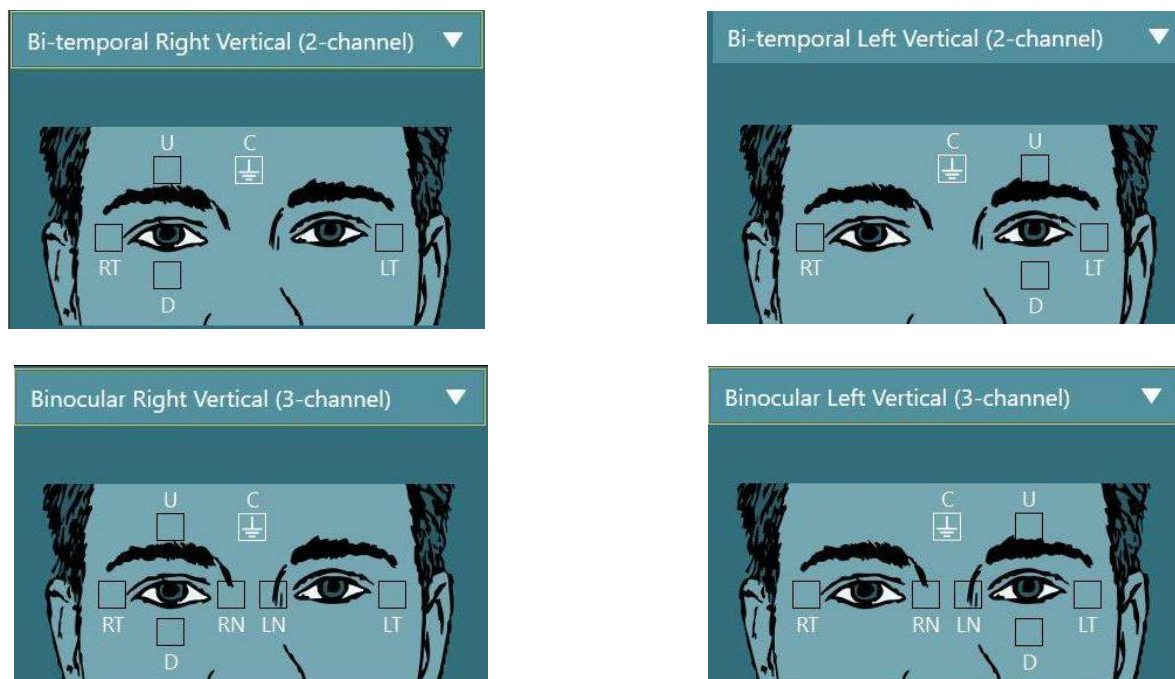 Bi-temporal Right Vertical (2-channel)
U C
RT LT
D
Bi-temporal Left Vertical (2-channel)
C U
RT LT
D
Binocular Right Vertical (3-channel)
U C
RT RN LN LT
D
Binocular Left Vertical (3-channel)
C U
RT RN LN LT
D